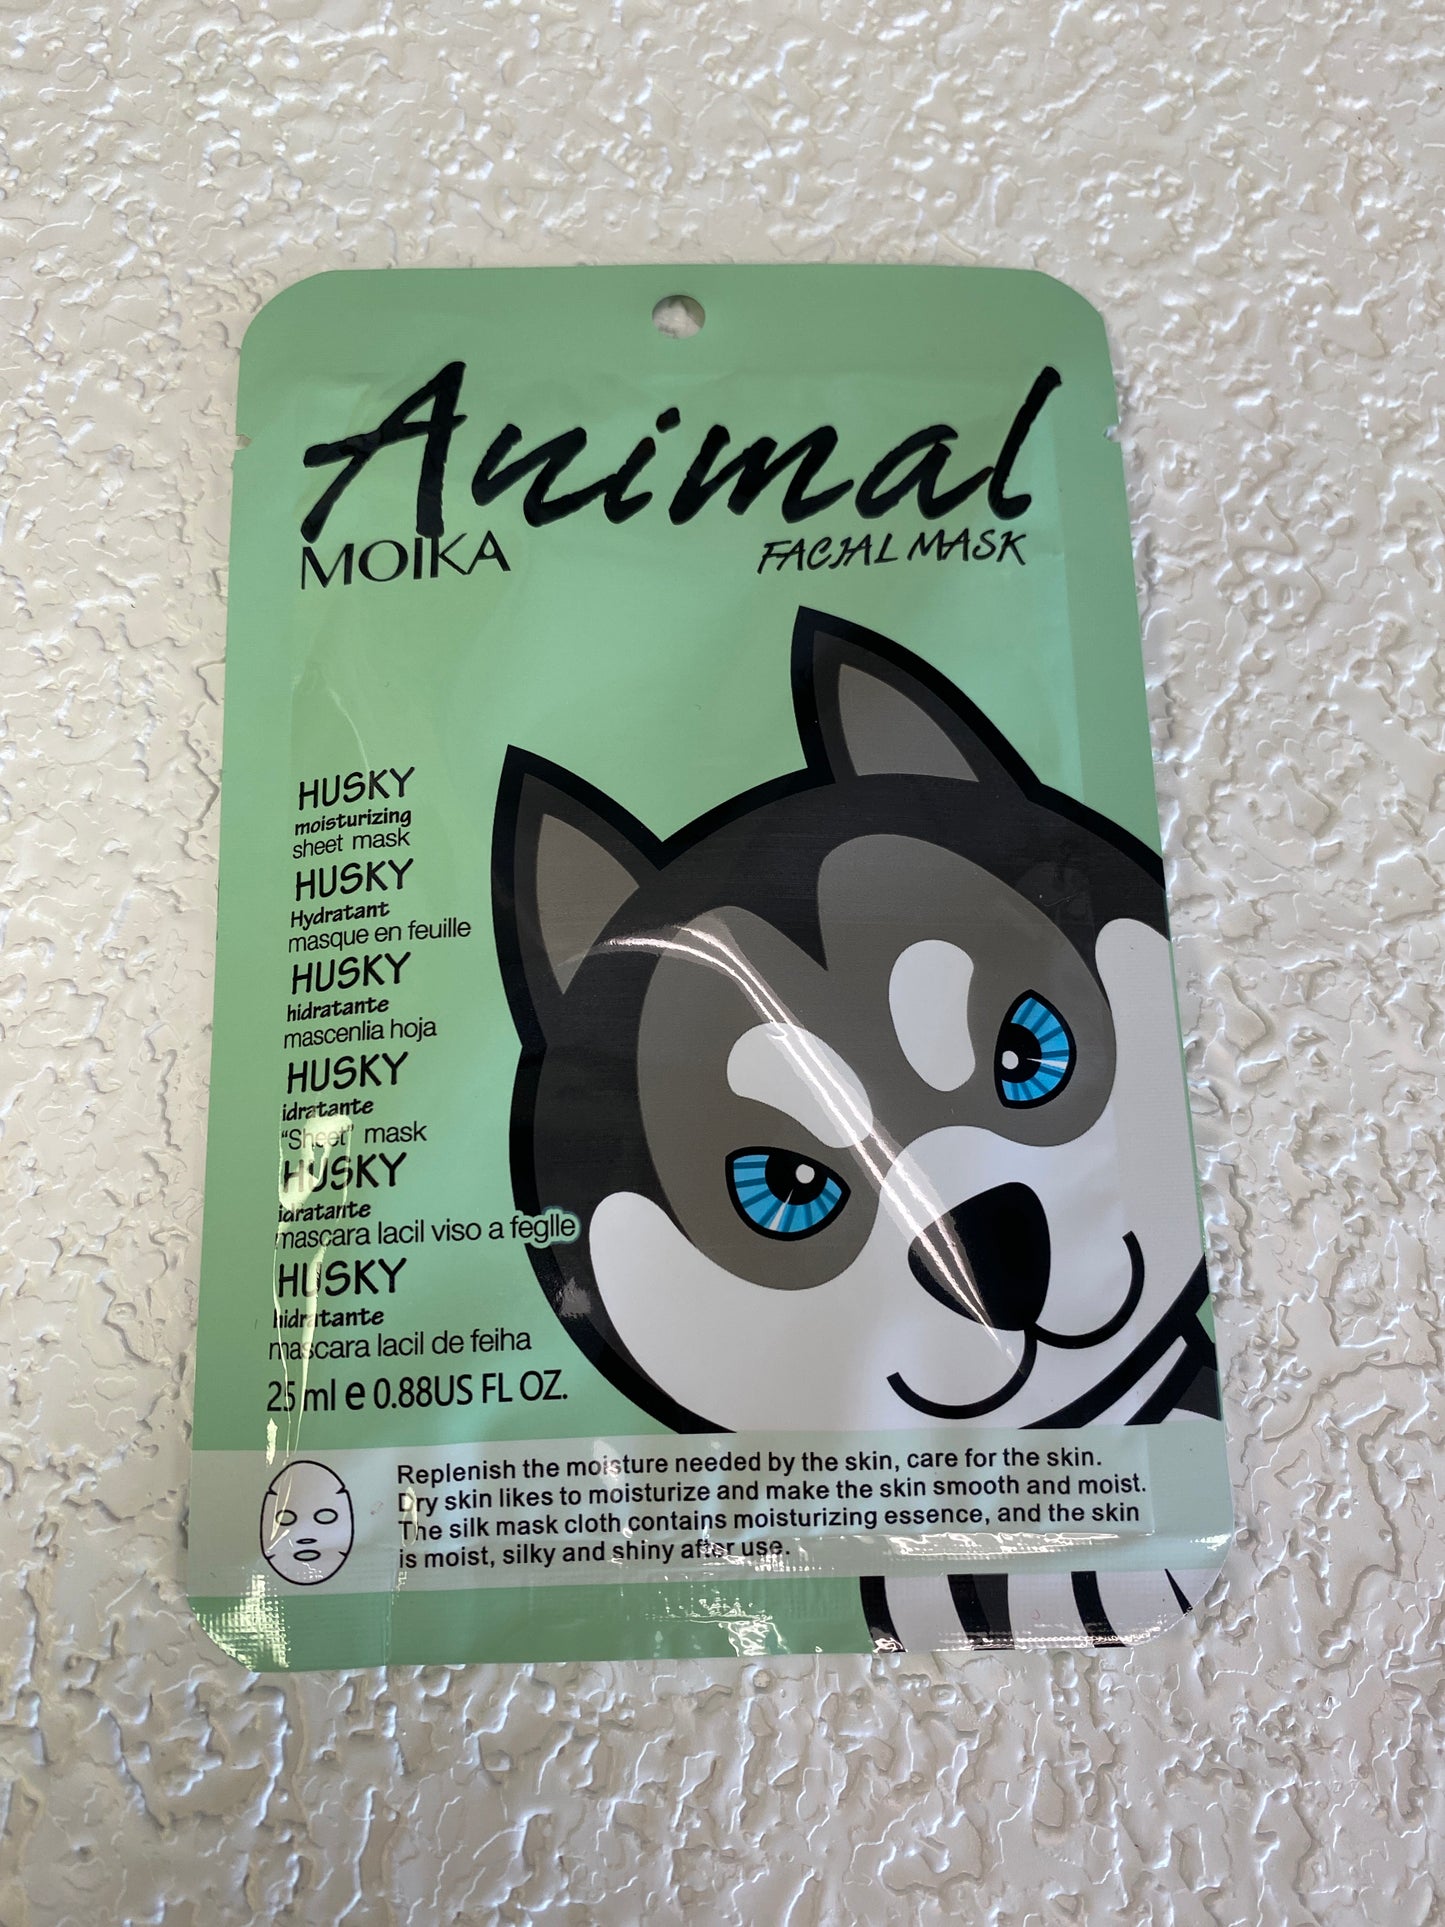 Animal
MOIKA
FACIAL MASK
HUSKY
moisturizing
sheet mask
HUSKY
Hydratant
masque en feuille
HUSKY
hidratante
mascenlia hoja
HUSKY
idratante
“Sheet” mask
HUSKY
idratante
mascara lacil viso a feglle
HUSKY
hidratante
mascara lacil de feiha
25 ml e 0.88US FL OZ.
Replenish the moisture needed by the skin, care for the skin.
Dry skin likes to moisturize and make the skin smooth and moist.
The silk mask cloth contains moisturizing essence, and the skin
is moist, silky and shiny after use.